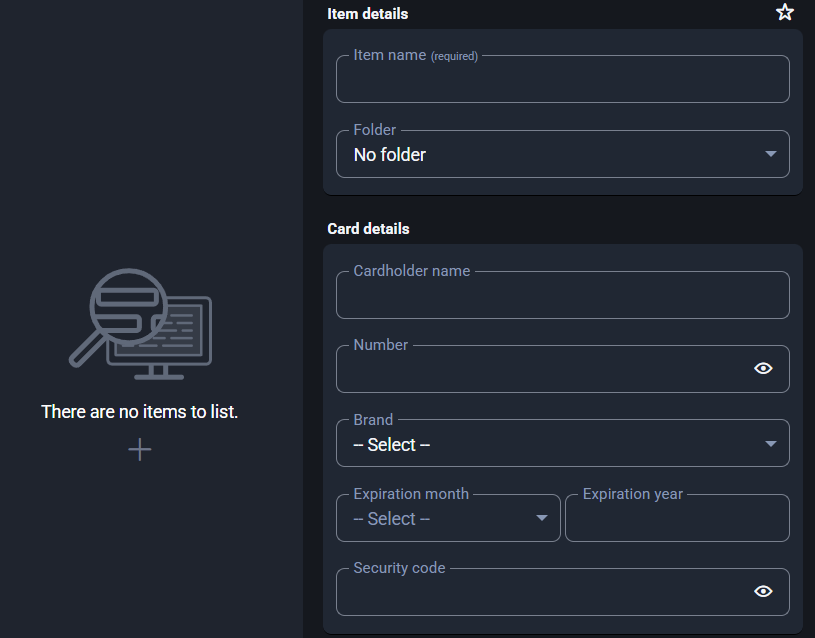 Item details
Item name (required)
Folder
No folder
Card details
Cardholder name
Number
Brand
-- Select --
Expiration month
-- Select --
Expiration year
Security code
There are no items to list.